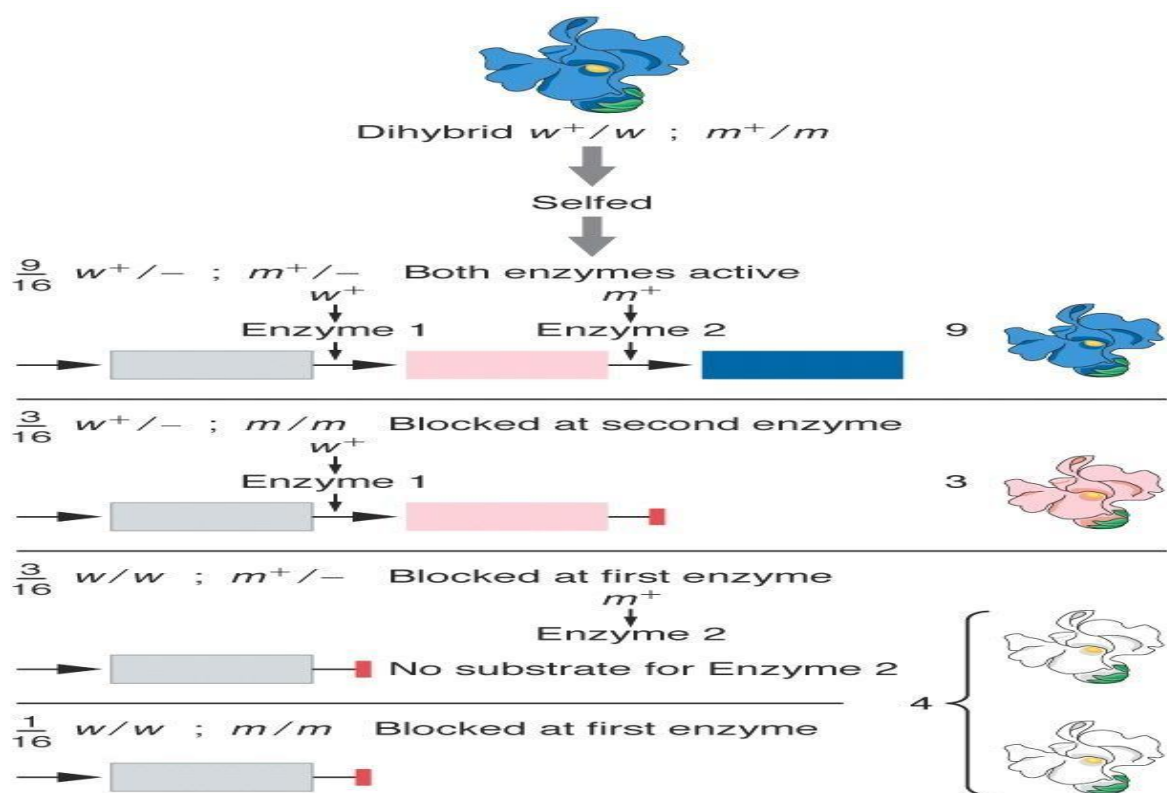 Dihybrid w⁺/w ; m⁺/m
Selfed
9/16 w⁺/– ; m⁺/– Both enzymes active
w⁺ m⁺
Enzyme 1 Enzyme 2 9
3/16 w⁺/– ; m/m Blocked at second enzyme
w⁺
Enzyme 1 3
3/16 w/w ; m⁺/– Blocked at first enzyme
m⁺
Enzyme 2
No substrate for Enzyme 2
4
1/16 w/w ; m/m Blocked at first enzyme